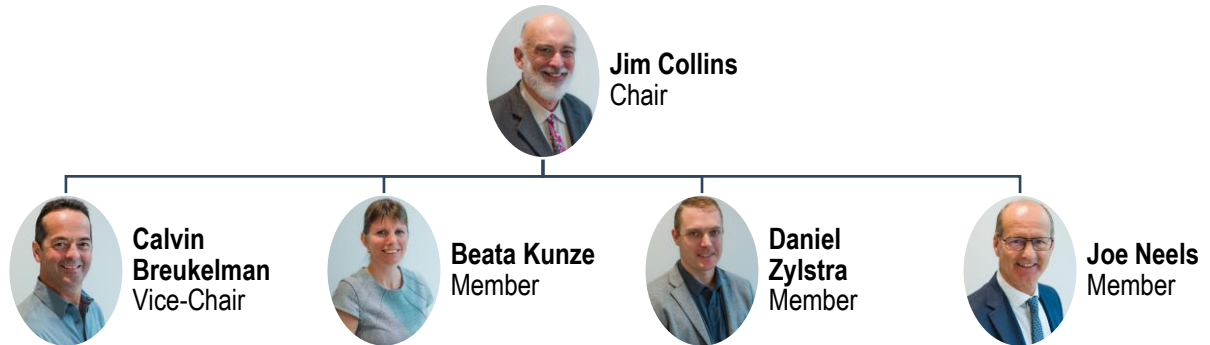 Jim Collins
Chair
Calvin
Breukelman
Vice-Chair
Beata Kunze
Member
Daniel
Zylstra
Member
Joe Neels
Member